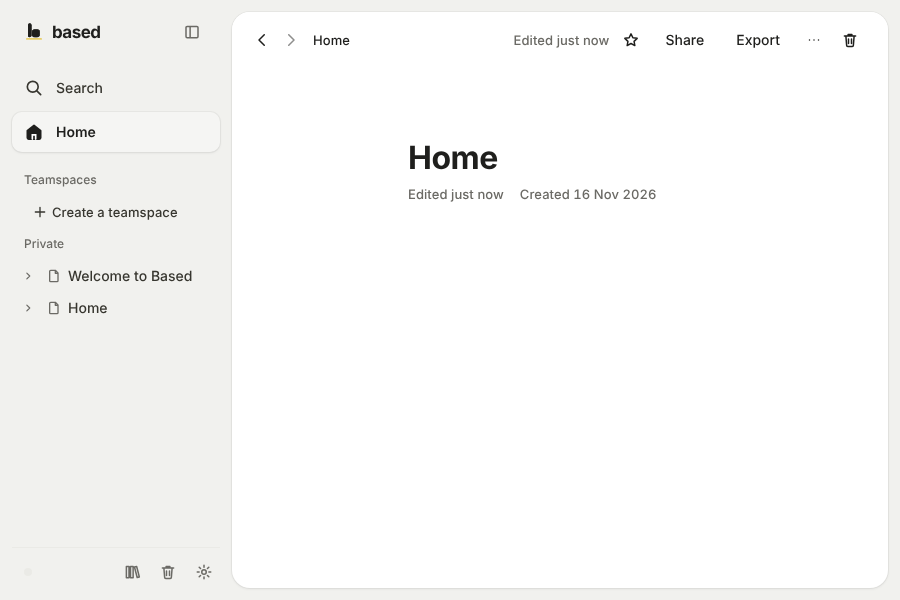 based
Search
Home
Teamspaces
Create a teamspace
Private
Welcome to Based
Home
Home
Edited just now
Share
Export
Home
Edited just now Created 16 Nov 2026